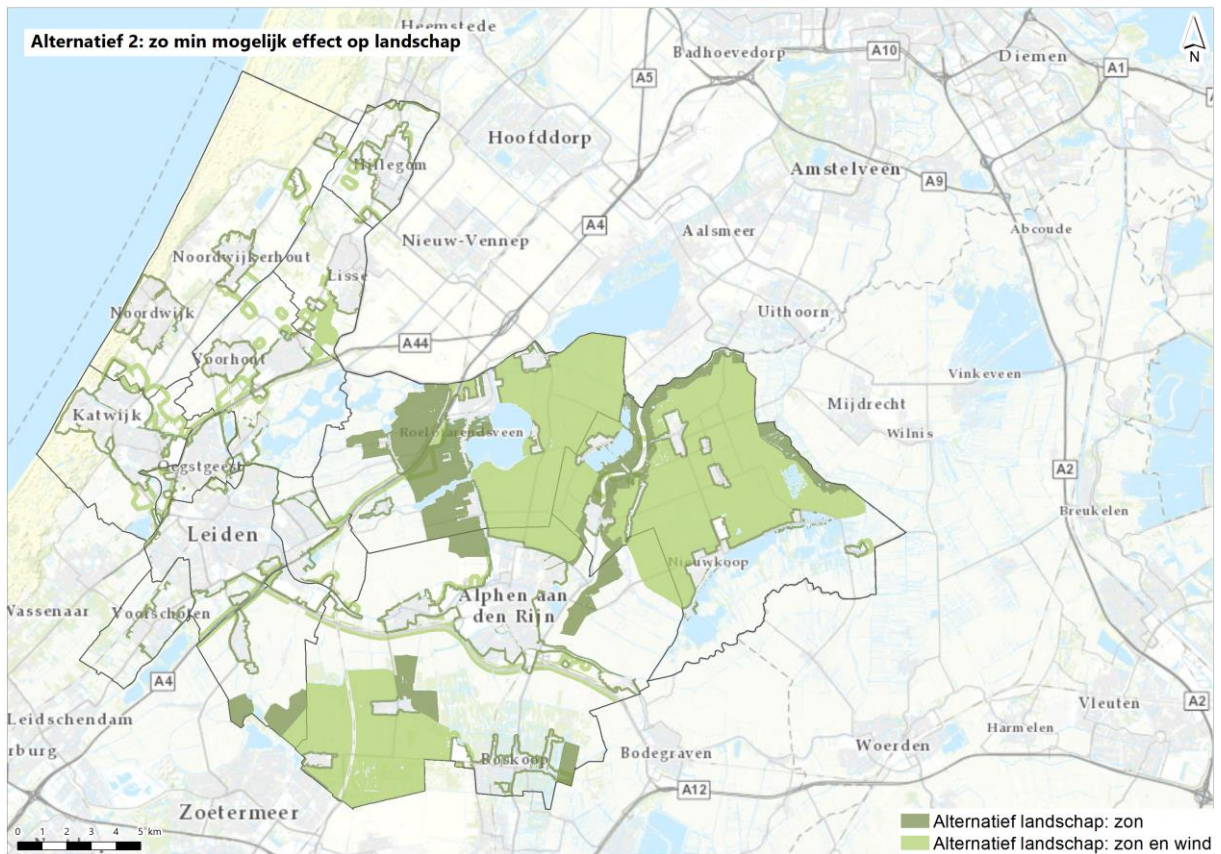 Alternatief 2: zo min mogelijk effect op landschap
Heemstede
Badhoevedorp
A10
Diemen
A1
N
A5
Hoofddorp
Hillegom
Amstelveen
A9
A4
Aalsmeer
Abcoude
Nieuw-Vennep
Noordwijkerhout
Lisse
Noordwijk
Uithoorn
Voorhout
A44
Vinkeveen
Katwijk
Mijdrecht
Roelofarendsveen
Wilnis
Oegstgeest
A2
Breukelen
Leiden
Nieuwkoop
Wassenaar
Voorschoten
Alphen aan
den Rijn
A4
Leidschendam
Vleuten
A2
Harmelen
Woerden
Bodegraven
Boskoop
A12
Zoetermeer
0 1 2 3 4 5 km
Alternatief landschap: zon
Alternatief landschap: zon en wind